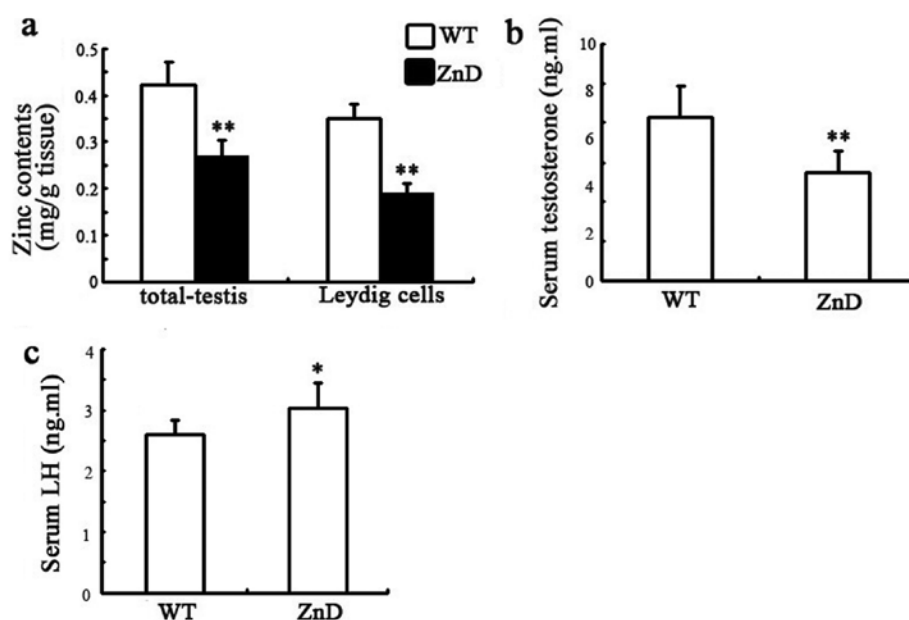 a
WT
ZnD
Zinc contents
(mg/g tissue)
0.5
0.4
0.3
0.2
0.1
0
**
**
total-testis
Leydig cells
b
Serum testosterone (ng.ml)
10
8
6
4
2
0
**
WT
ZnD
c
Serum LH (ng.ml)
4
3
2
1
0
*
WT
ZnD